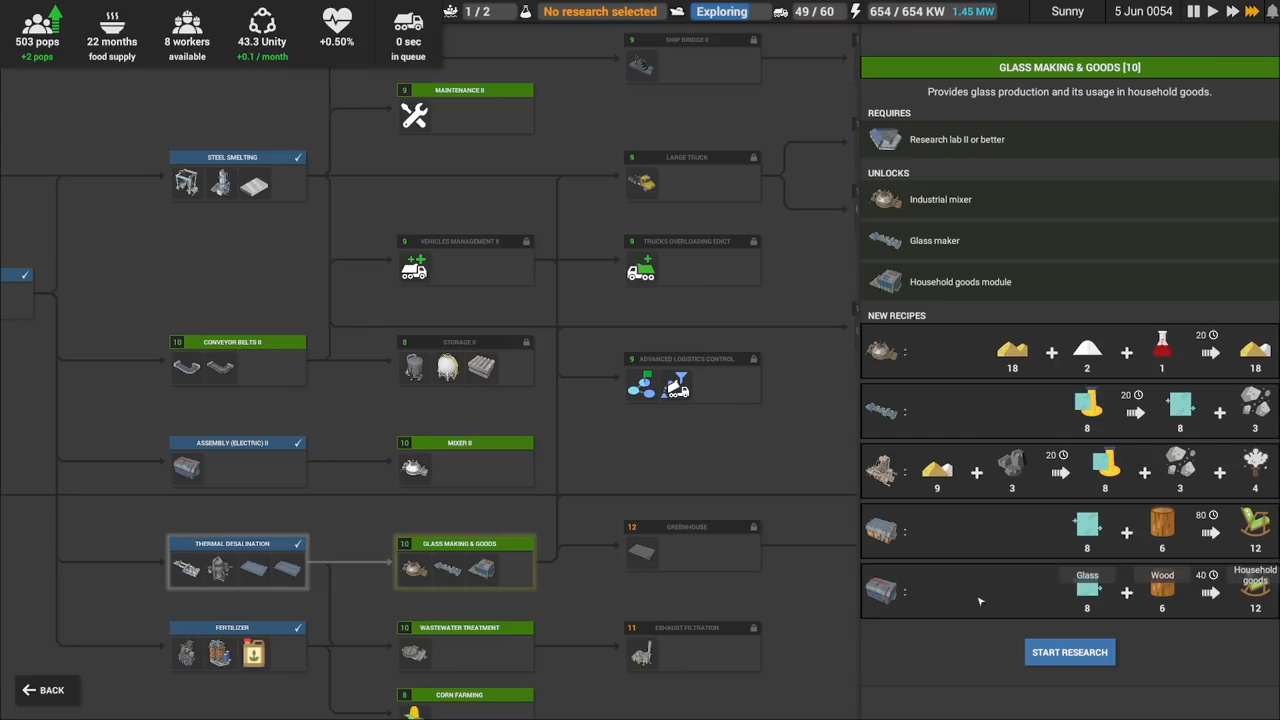 503 pops
+2 pops
22 months
food supply
8 workers
available
43.3 Unity
+0.1 / month
+0.50%
0 sec
in queue
1 / 2
No research selected
Exploring
49 / 60
654 / 654 KW
1.45 MW
Sunny
5 Jun 0054
9 SHIP BRIDGE II
9 MAINTENANCE II
STEEL SMELTING
9 LARGE TRUCK
9 VEHICLES MANAGEMENT II
9 TRUCKS OVERLOADING EDICT
10 CONVEYOR BELTS II
8 STORAGE II
9 ADVANCED LOGISTICS CONTROL
ASSEMBLY (ELECTRIC) II
10 MIXER II
THERMAL DESALINATION
10 GLASS MAKING & GOODS
12 GREENHOUSE
FERTILIZER
10 WASTEWATER TREATMENT
11 EXHAUST FILTRATION
8 CORN FARMING
BACK
GLASS MAKING & GOODS [10]
Provides glass production and its usage in household goods.
REQUIRES
Research lab II or better
UNLOCKS
Industrial mixer
Glass maker
Household goods module
NEW RECIPES
: 18 + 2 + 1 20 18
: 8 20 8 + 3
: 9 + 3 20 8 + 3 + 4
: 8 + 6 80 12
: Glass 8 + Wood 6 40 Household goods 12
START RESEARCH